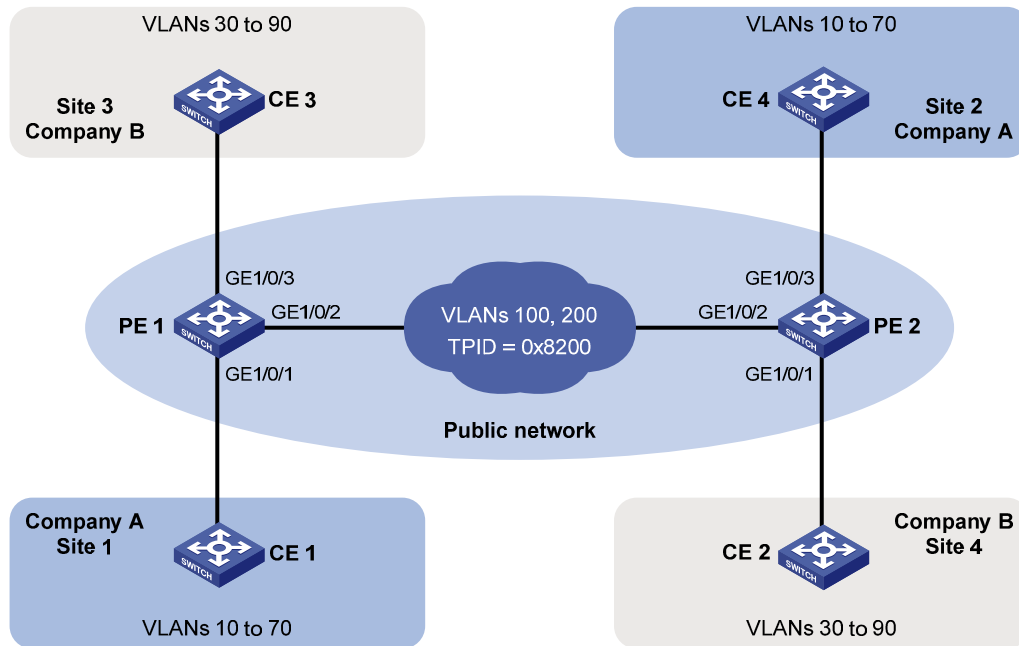 VLANs 30 to 90
Site 3
Company B
SWITCH
CE 3
VLANs 10 to 70
CE 4
SWITCH
Site 2
Company A
GE1/0/3
PE 1
SWITCH
GE1/0/2
GE1/0/1
VLANs 100, 200
TPID = 0x8200
GE1/0/3
GE1/0/2
SWITCH
PE 2
GE1/0/1
Public network
Company A
Site 1
SWITCH
CE 1
VLANs 10 to 70
CE 2
SWITCH
Company B
Site 4
VLANs 30 to 90